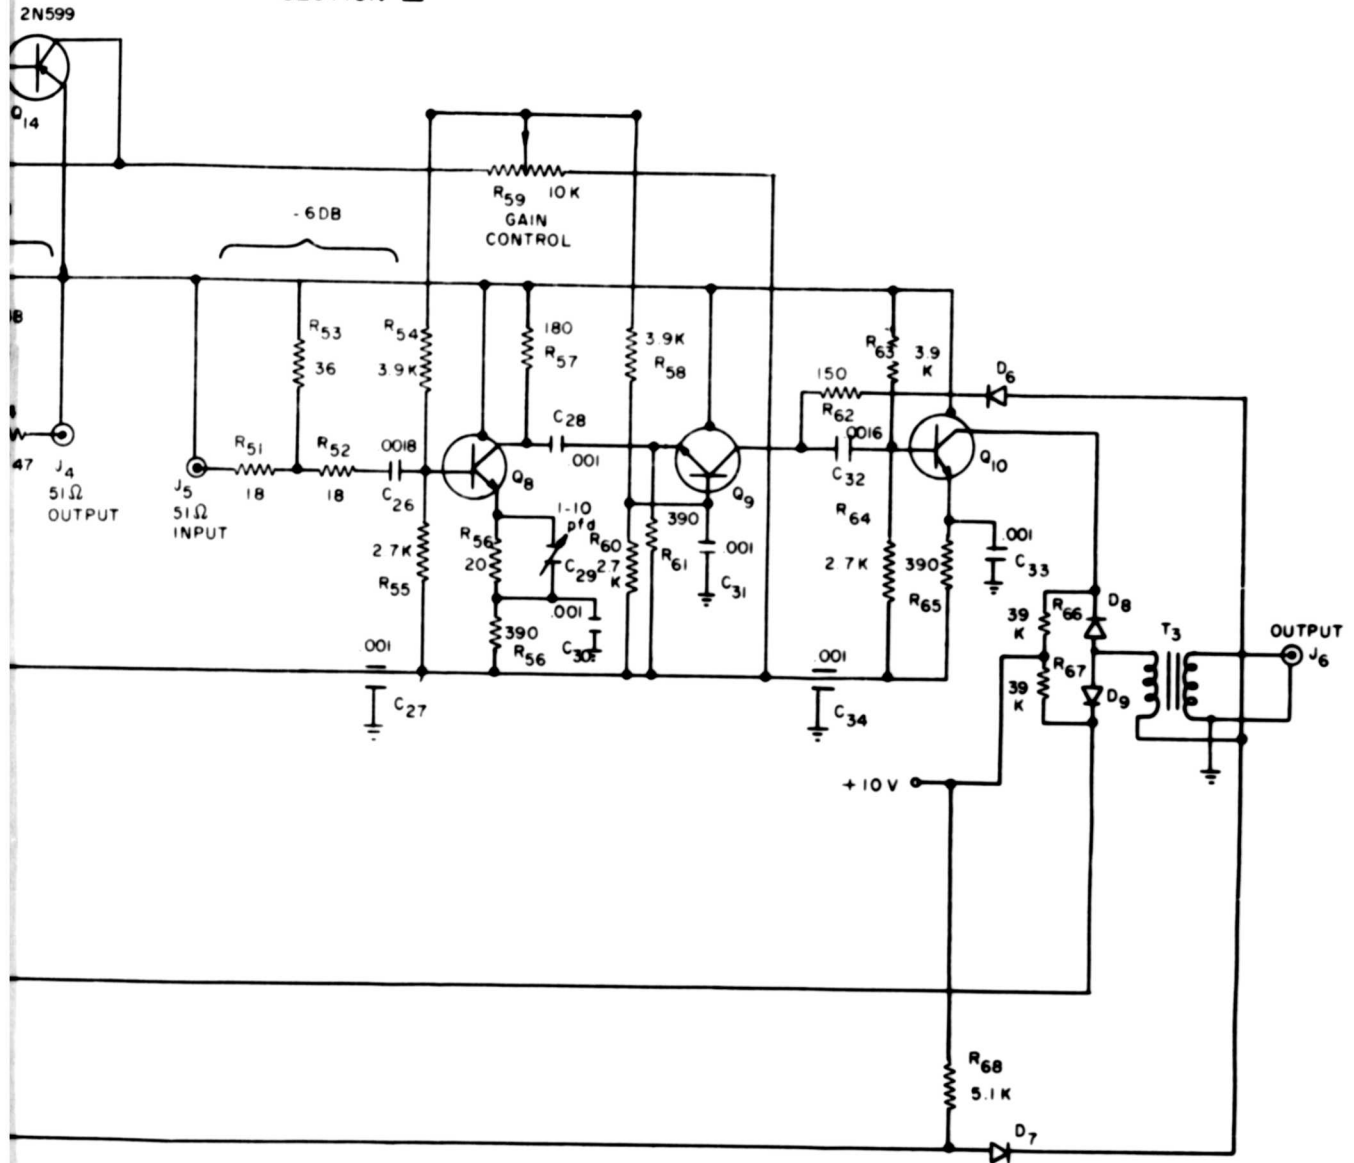 2N599
Q14
- 6DB
R59 10K
GAIN
CONTROL
R53
36
R54
3.9K
180
R57
3.9K
R58
R63 3.9
K
150
R62
D6
47
J4
51Ω
OUTPUT
J5
51Ω
INPUT
R51
18
R52
18
.0018
C26
Q8
C28
.001
Q9
.0016
C32
Q10
2.7K
R55
R56
20
1-10
pfd
C29
R60
2.7
K
390
R61
.001
C31
R64
2.7K
390
R65
.001
C33
390
R56
.001
C30
.001
C27
.001
C34
39
K
R66
D8
R67
39
K
D9
T3
OUTPUT
J6
+10V
R68
5.1K
D7